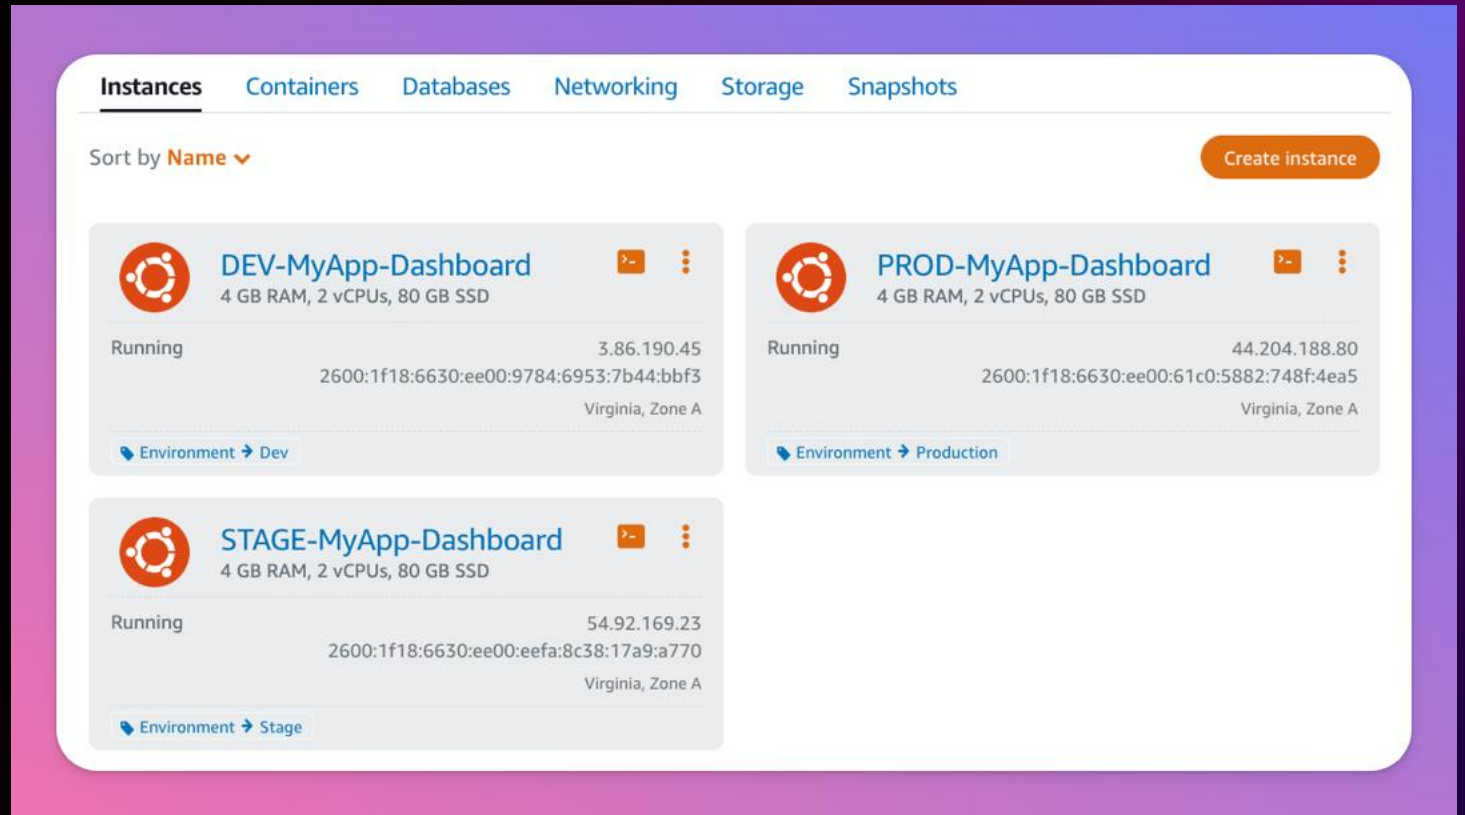 Instances Containers Databases Networking Storage Snapshots
Sort by Name
Create instance
DEV-MyApp-Dashboard
4 GB RAM, 2 vCPUs, 80 GB SSD
Running
3.86.190.45
2600:1f18:6630:ee00:9784:6953:7b44:bbf3
Virginia, Zone A
Environment → Dev
PROD-MyApp-Dashboard
4 GB RAM, 2 vCPUs, 80 GB SSD
Running
44.204.188.80
2600:1f18:6630:ee00:61c0:5882:748f:4ea5
Virginia, Zone A
Environment → Production
STAGE-MyApp-Dashboard
4 GB RAM, 2 vCPUs, 80 GB SSD
Running
54.92.169.23
2600:1f18:6630:ee00:eefa:8c38:17a9:a770
Virginia, Zone A
Environment → Stage